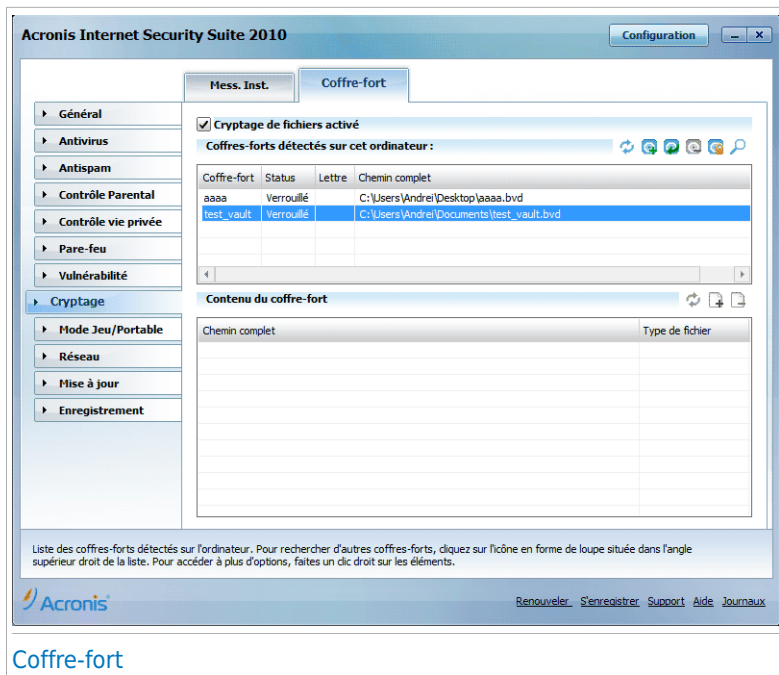 Acronis Internet Security Suite 2010
Configuration
Mess. Inst.
Coffre-fort
Général
Antivirus
Antispam
Contrôle Parental
Contrôle vie privée
Pare-feu
Vulnérabilité
Cryptage
Mode Jeu/Portable
Réseau
Mise à jour
Enregistrement
Cryptage de fichiers activé
Coffres-forts détectés sur cet ordinateur :
Coffre-fort Status Lettre Chemin complet
aaaa Verrouillé C:\Users\Andrei\Desktop\aaaa.bvd
test_vault Verrouillé C:\Users\Andrei\Documents\test_vault.bvd
Contenu du coffre-fort
Chemin complet Type de fichier
Liste des coffres-forts détectés sur l'ordinateur. Pour rechercher d'autres coffres-forts, cliquez sur l'icône en forme de loupe située dans l'angle
supérieur droit de la liste. Pour accéder à plus d'options, faites un clic droit sur les éléments.
Acronis
Renouveler S'enregistrer Support Aide Journaux
Coffre-fort